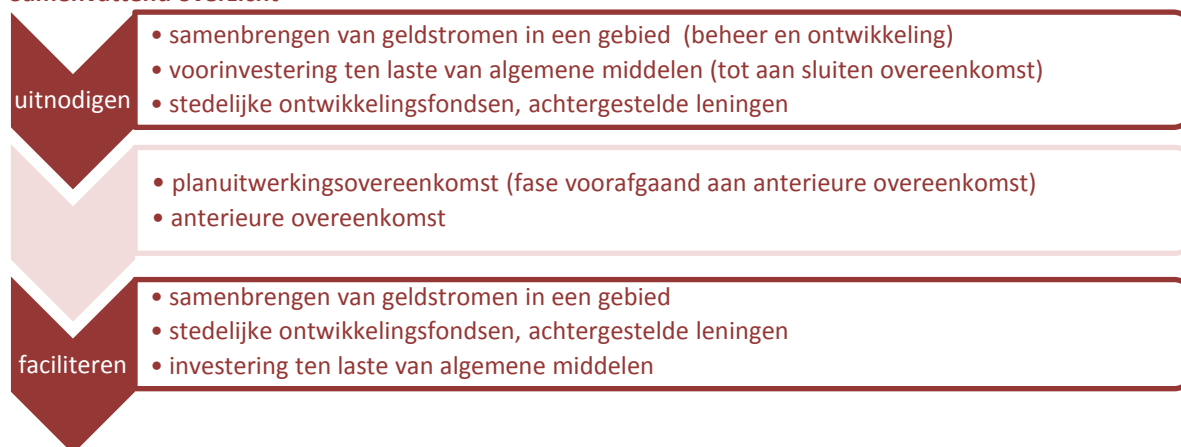 samenvattend overzicht
• samenbrengen van geldstromen in een gebied (beheer en ontwikkeling)
• voorinvestering ten laste van algemene middelen (tot aan sluiten overeenkomst)
uitnodigen
• stedelijke ontwikkelingsfondsen, achtergestelde leningen
• planuitwerkingsovereenkomst (fase voorafgaand aan anterieure overeenkomst)
• anterieure overeenkomst
• samenbrengen van geldstromen in een gebied
• stedelijke ontwikkelingsfondsen, achtergestelde leningen
faciliteren
• investering ten laste van algemene middelen